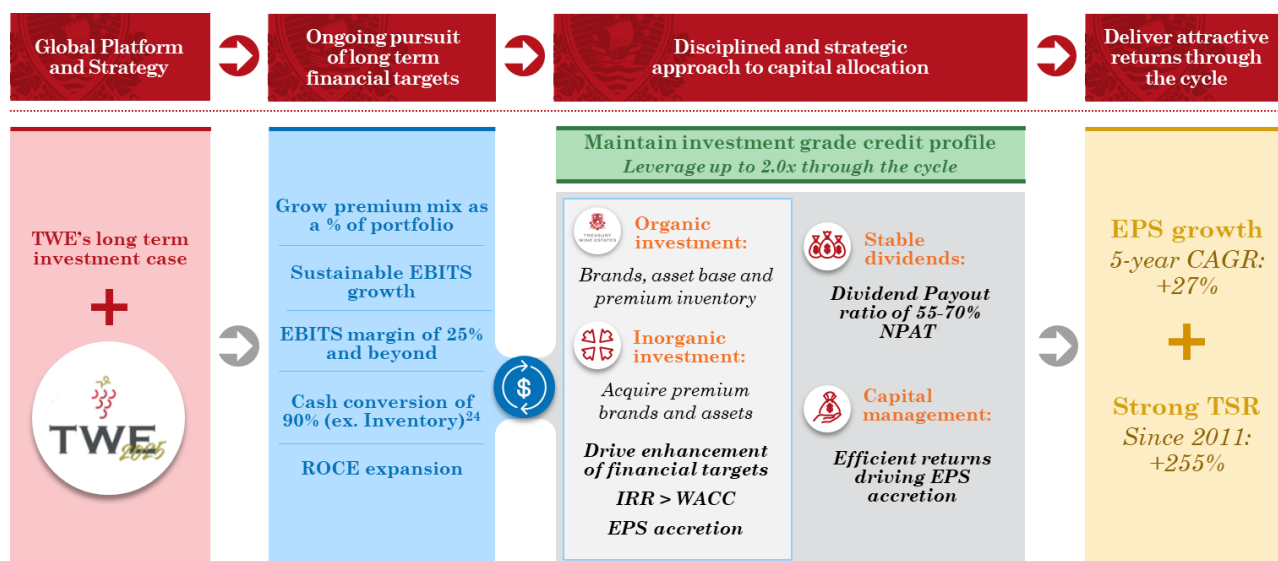 Global Platform
and Strategy
Ongoing pursuit
of long term
financial targets
Disciplined and strategic
approach to capital allocation
Deliver attractive
returns through
the cycle
TWE's long term
investment case
+
TWE
2025
Grow premium mix as
a % of portfolio
Sustainable EBITS
growth
EBITS margin of 25%
and beyond
Cash conversion of
90% (ex. Inventory)24
ROCE expansion
$
Maintain investment grade credit profile
Leverage up to 2.0x through the cycle
TREASURY
WINE ESTATES
Organic
investment:
Brands, asset base and
premium inventory
Inorganic
investment:
Acquire premium
brands and assets
Drive enhancement
of financial targets
IRR > WACC
EPS accretion
Stable
dividends:
Dividend Payout
ratio of 55-70%
NPAT
Capital
management:
Efficient returns
driving EPS
accretion
EPS growth
5-year CAGR:
+27%
+
Strong TSR
Since 2011:
+255%